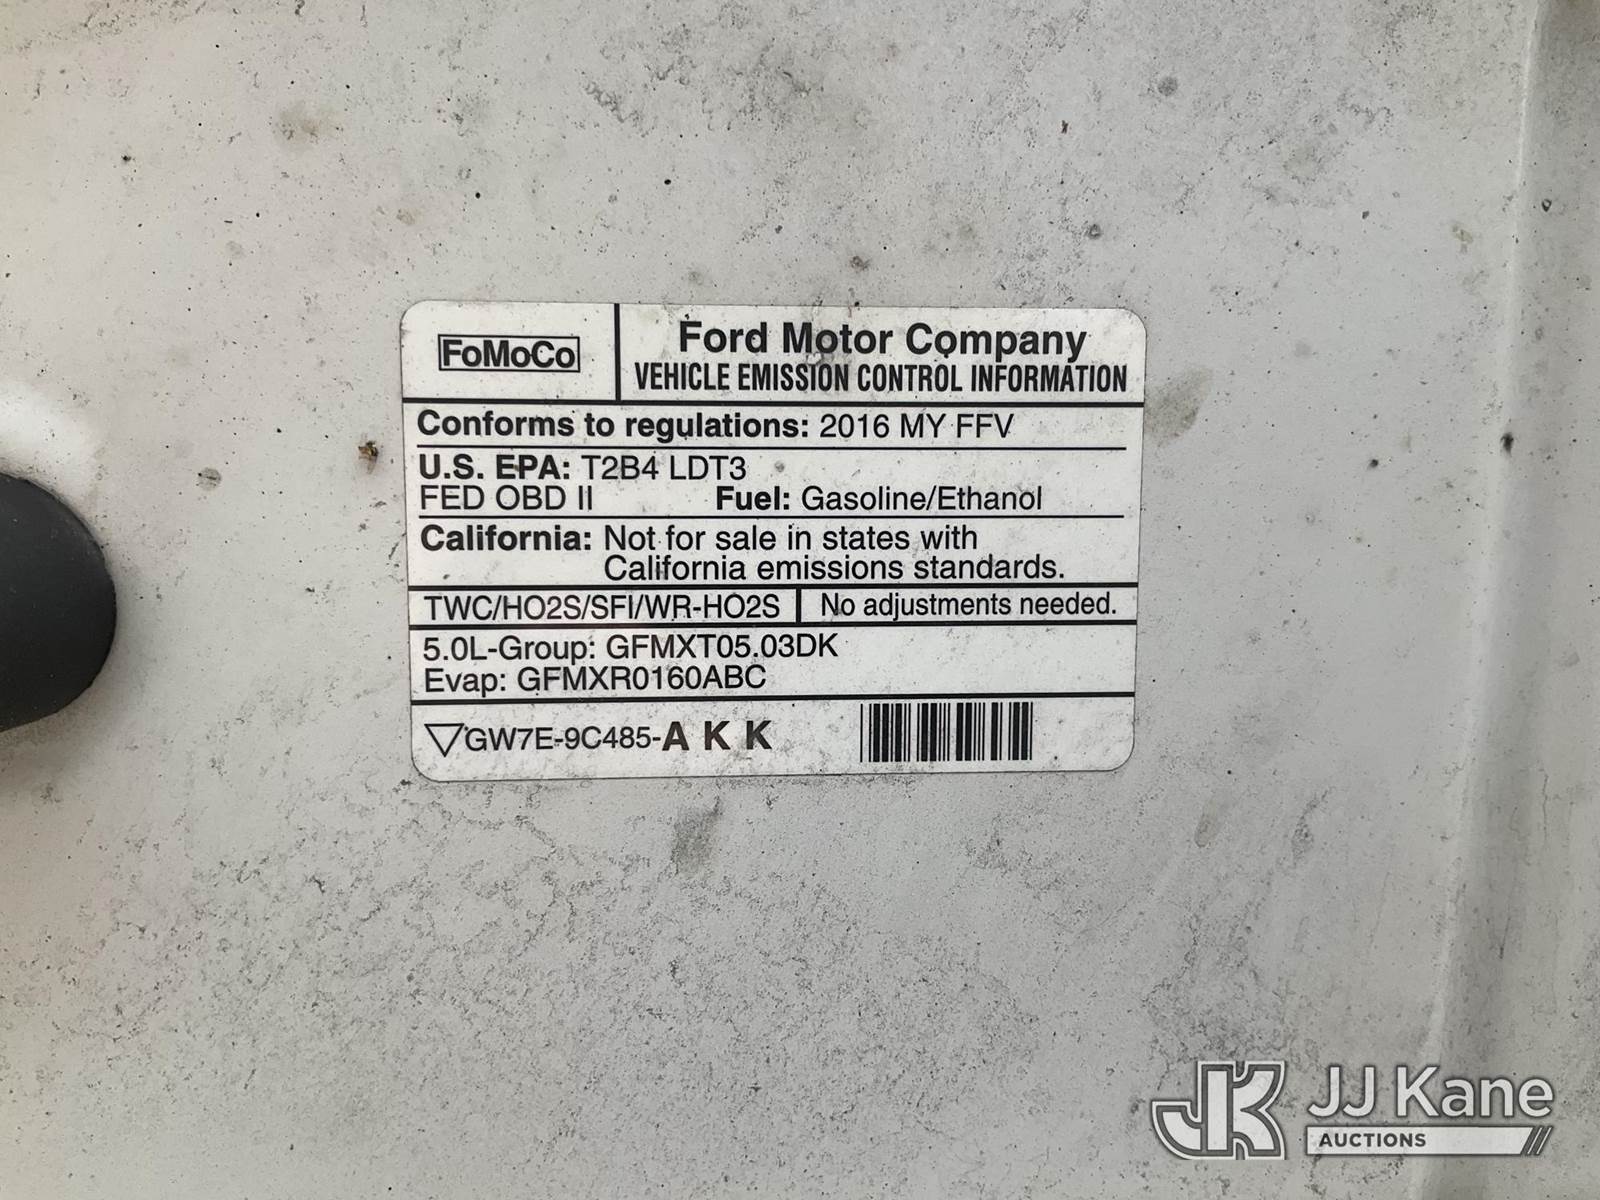 FoMoCo
Ford Motor Company
VEHICLE EMISSION CONTROL INFORMATION
Conforms to regulations: 2016 MY FFV
U.S. EPA: T2B4 LDT3
FED OBD II Fuel: Gasoline/Ethanol
California: Not for sale in states with
California emissions standards.
TWC/HO2S/SFI/WR-HO2S No adjustments needed.
5.0L-Group: GFMXT05.03DK
Evap: GFMXR0160ABC
GW7E-9C485-A K K
JK JJ Kane
AUCTIONS